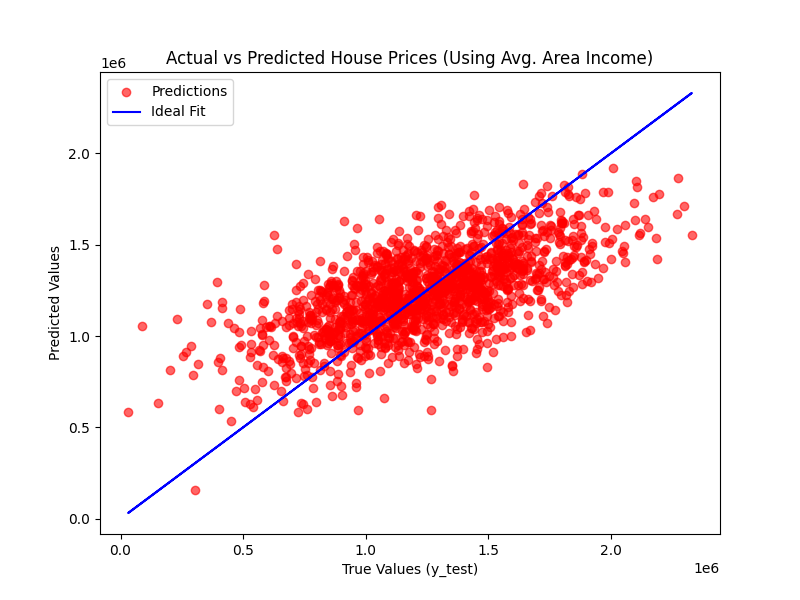 Actual vs Predicted House Prices (Using Avg. Area Income)
1e6
Predictions
Ideal Fit
2.0
1.5
1.0
0.5
0.0
Predicted Values
0.0 0.5 1.0 1.5 2.0
1e6
True Values (y_test)